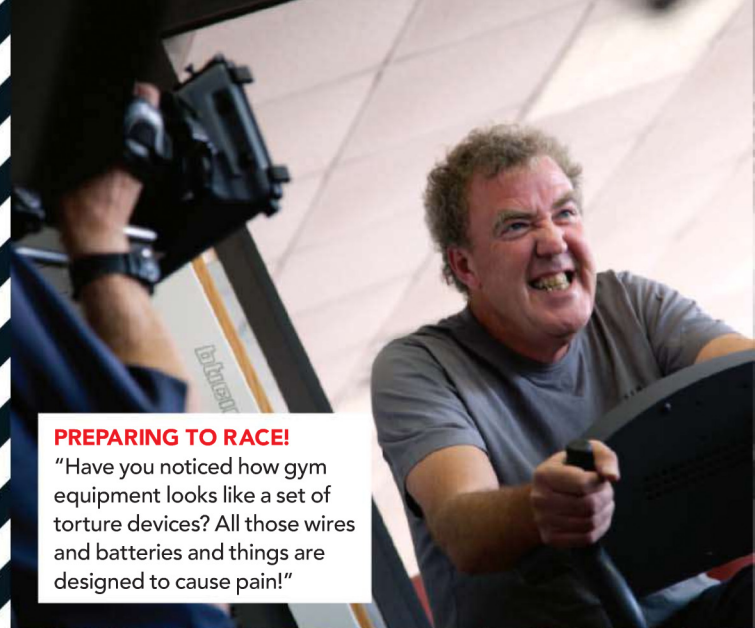 PREPARING TO RACE!
“Have you noticed how gym
equipment looks like a set of
torture devices? All those wires
and batteries and things are
designed to cause pain!”